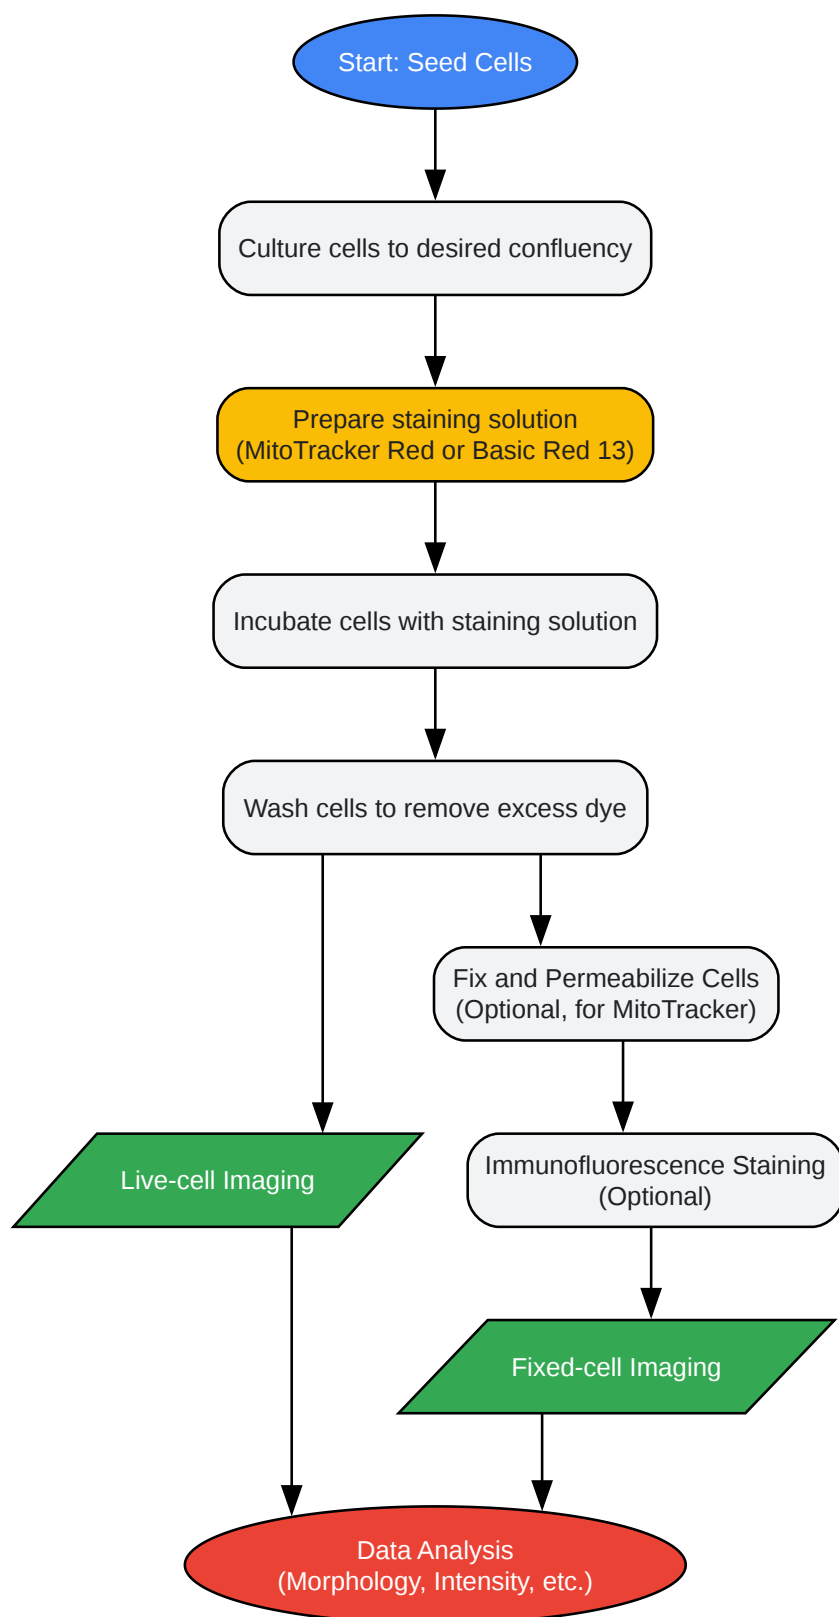 Start: Seed Cells
Culture cells to desired confluency
Prepare staining solution
(MitoTracker Red or Basic Red 13)
Incubate cells with staining solution
Wash cells to remove excess dye
Fix and Permeabilize Cells
(Optional, for MitoTracker)
Live-cell Imaging
Immunofluorescence Staining
(Optional)
Fixed-cell Imaging
Data Analysis
(Morphology, Intensity, etc.)